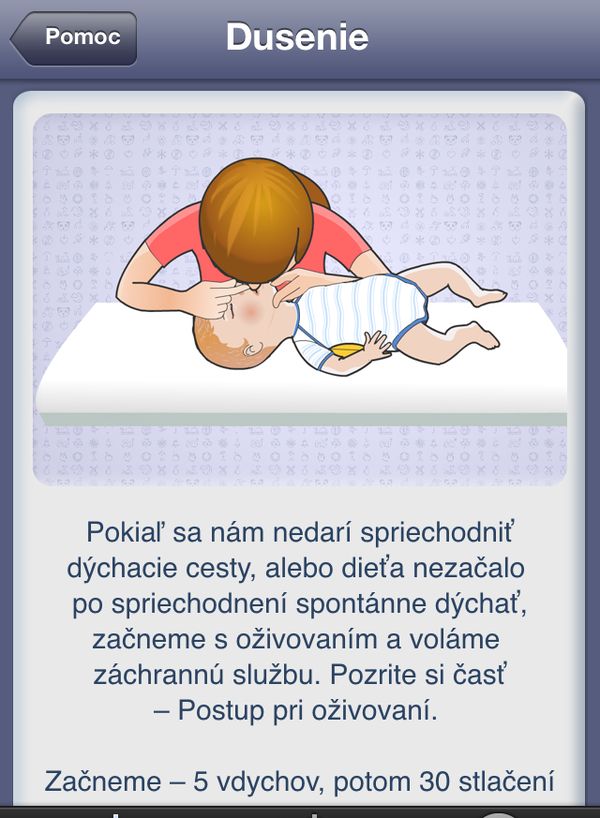 Pomoc
Dusenie
Pokiaľ sa nám nedarí spriechodniť
dýchacie cesty, alebo dieťa nezačalo
po spriechodnení spontánne dýchať,
začneme s oživovaním a voláme
záchrannú službu. Pozrite si časť
– Postup pri oživovaní.
Začneme – 5 vdychov, potom 30 stlačení